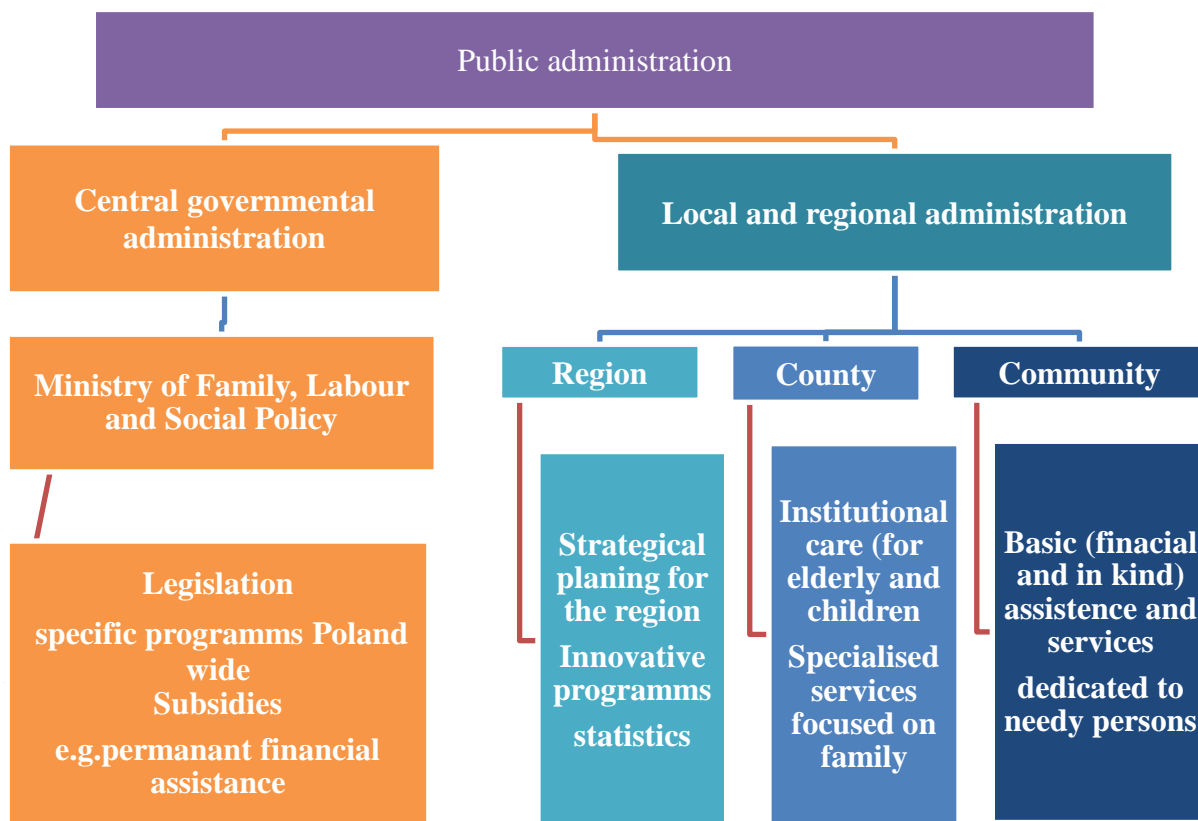 Public administration
Central governmental
administration
Local and regional administration
Ministry of Family, Labour
and Social Policy
Region
County
Community
Legislation
specific programms Poland
wide
Subsidies
e.g.permanant financial
assistance
Strategical
planing for
the region
Innovative
programms
statistics
Institutional
care (for
elderly and
children
Specialised
services
focused on
family
Basic (finacial
and in kind)
assistence and
services
dedicated to
needy persons